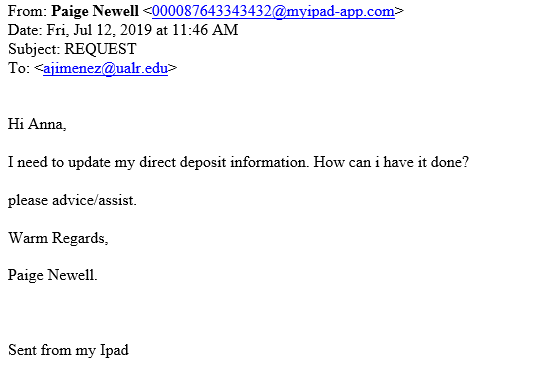 From: Paige Newell <000087643343432@myipad-app.com>
Date: Fri, Jul 12, 2019 at 11:46 AM
Subject: REQUEST
To: <ajimenez@ualr.edu>
Hi Anna,
I need to update my direct deposit information. How can i have it done?
please advice/assist.
Warm Regards,
Paige Newell.
Sent from my Ipad